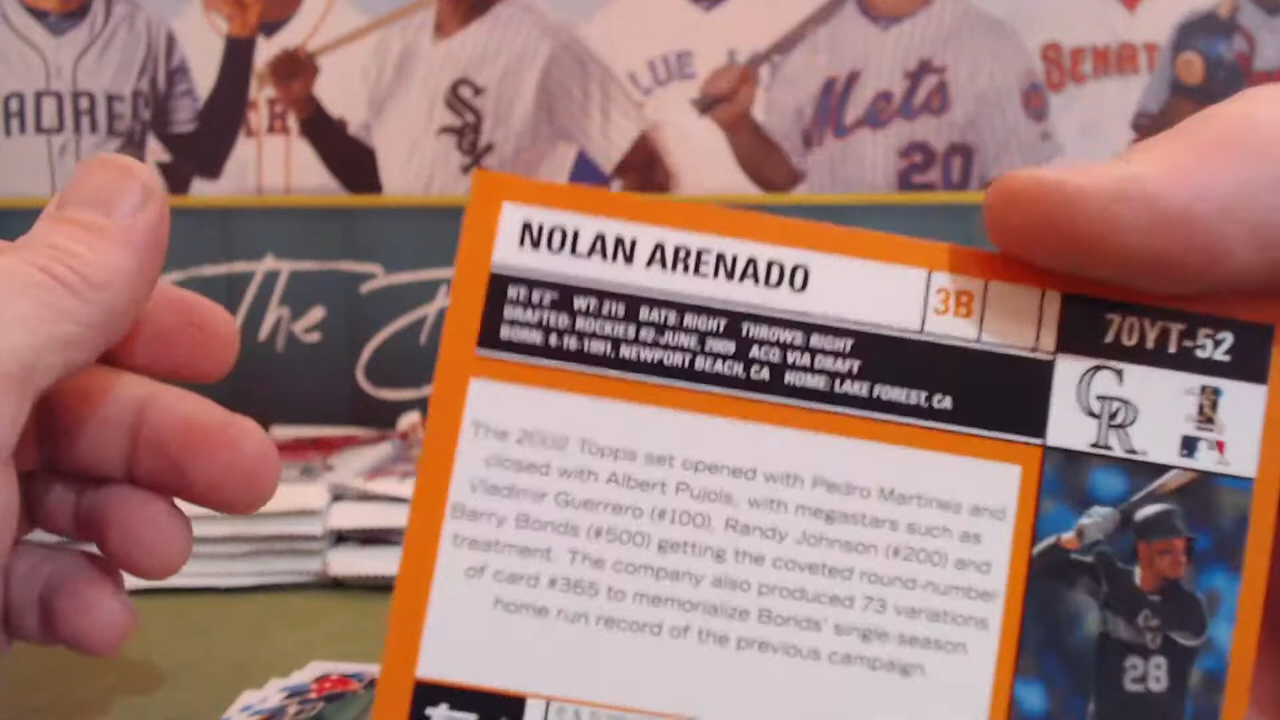 PADRES
Sox
BLUE
Mets
20
SENAT
The
NOLAN ARENADO
3B
70YT-52
HT: 6'2" WT: 215 BATS: RIGHT THROWS: RIGHT
DRAFTED: ROCKIES #2-JUNE, 2009 ACQ: VIA DRAFT
BORN: 4-16-1991, NEWPORT BEACH, CA HOME: LAKE FOREST, CA
CR
The 2002 Topps set opened with Pedro Martinez and
closed with Albert Pujols, with megastars such as
Vladimir Guerrero (#100), Randy Johnson (#200) and
Barry Bonds (#500) getting the coveted round-number
treatment. The company also produced 73 variations
of card #365 to memorialize Bonds' single-season
home run record of the previous campaign.
28